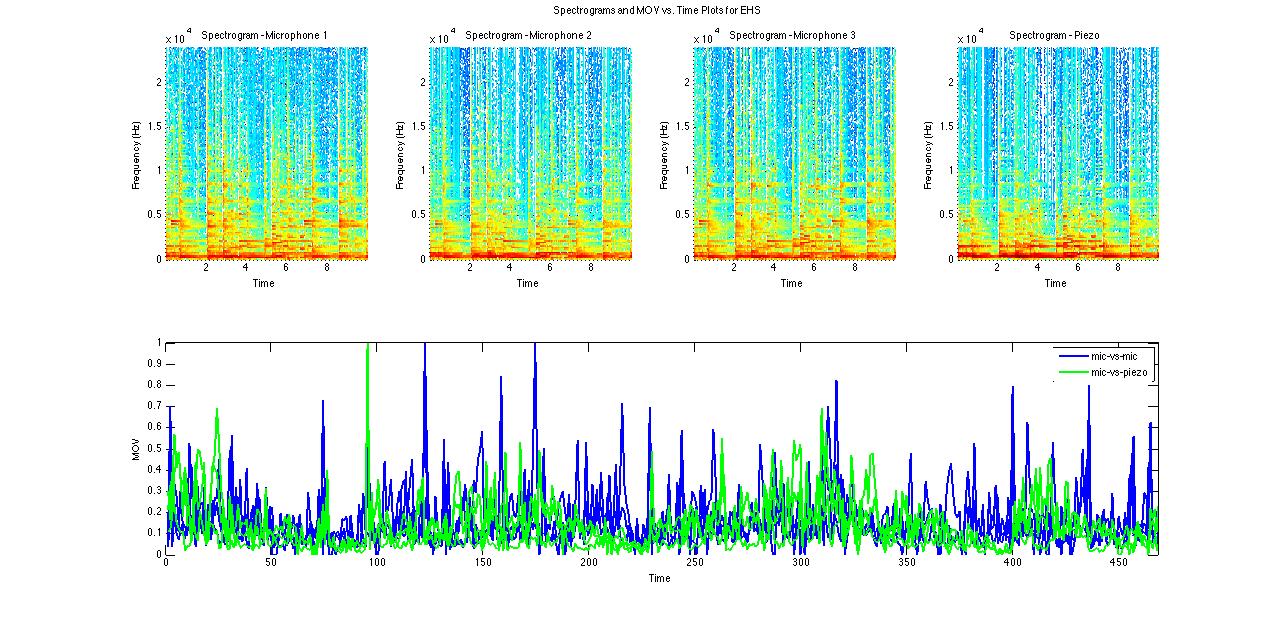 Spectrograms and MOV vs. Time Plots for EHS
x 10^4 Spectrogram - Microphone 1
x 10^4 Spectrogram - Microphone 2
x 10^4 Spectrogram - Microphone 3
x 10^4 Spectrogram - Piezo
Frequency (Hz)
2
1.5
1
0.5
0
2 4 6 8
Time
Frequency (Hz)
2
1.5
1
0.5
0
2 4 6 8
Time
Frequency (Hz)
2
1.5
1
0.5
0
2 4 6 8
Time
Frequency (Hz)
2
1.5
1
0.5
0
2 4 6 8
Time
MOV
1
0.9
0.8
0.7
0.6
0.5
0.4
0.3
0.2
0.1
0
mic-vs-mic
mic-vs-piezo
0 50 100 150 200 250 300 350 400 450
Time